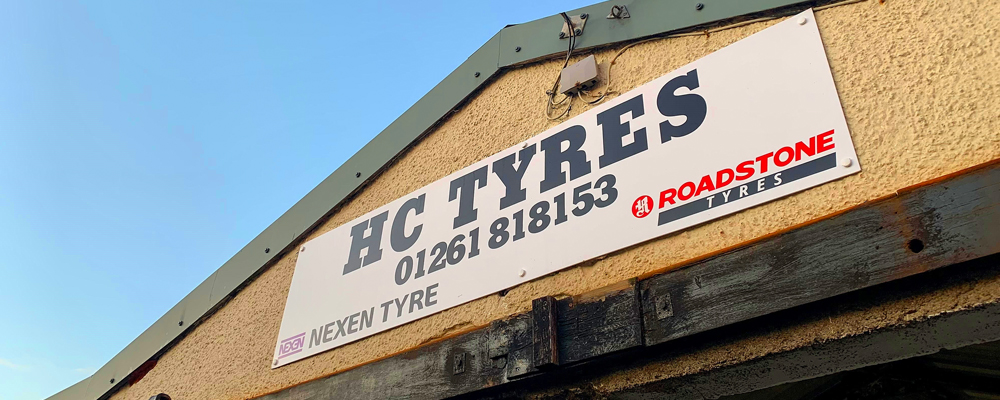 HC TYRES
01261 818153
ROADSTONE
TYRES
NEXEN NEXEN TYRE